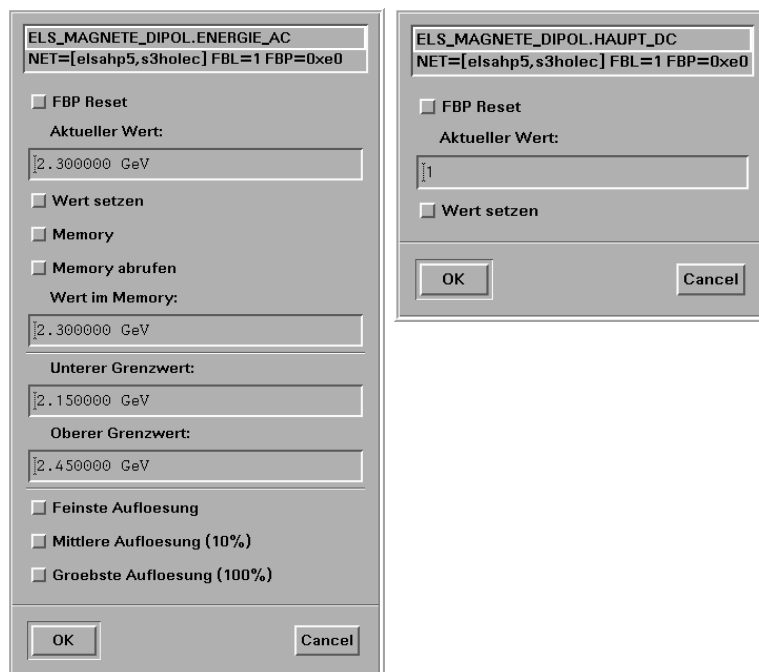 ELS_MAGNETE_DIPOL.ENERGIE_AC
NET=[elsahp5,s3holec] FBL=1 FBP=0xe0
FBP Reset
Aktueller Wert:
2.300000 GeV
Wert setzen
Memory
Memory abrufen
Wert im Memory:
2.300000 GeV
Unterer Grenzwert:
2.150000 GeV
Oberer Grenzwert:
2.450000 GeV
Feinste Aufloesung
Mittlere Aufloesung (10%)
Groebste Aufloesung (100%)
OK
Cancel
ELS_MAGNETE_DIPOL.HAUPT_DC
NET=[elsahp5,s3holec] FBL=1 FBP=0xe0
FBP Reset
Aktueller Wert:
1
Wert setzen
OK
Cancel